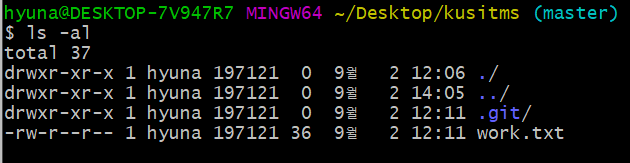 hyuna@DESKTOP-7V947R7 MINGW64 ~/Desktop/kusitms (master)
$ ls -al
total 37
drwxr-xr-x 1 hyuna 197121  0  9월   2 12:06 ./
drwxr-xr-x 1 hyuna 197121  0  9월   2 14:05 ../
drwxr-xr-x 1 hyuna 197121  0  9월   2 12:11 .git/
-rw-r--r-- 1 hyuna 197121 36  9월   2 12:11 work.txt